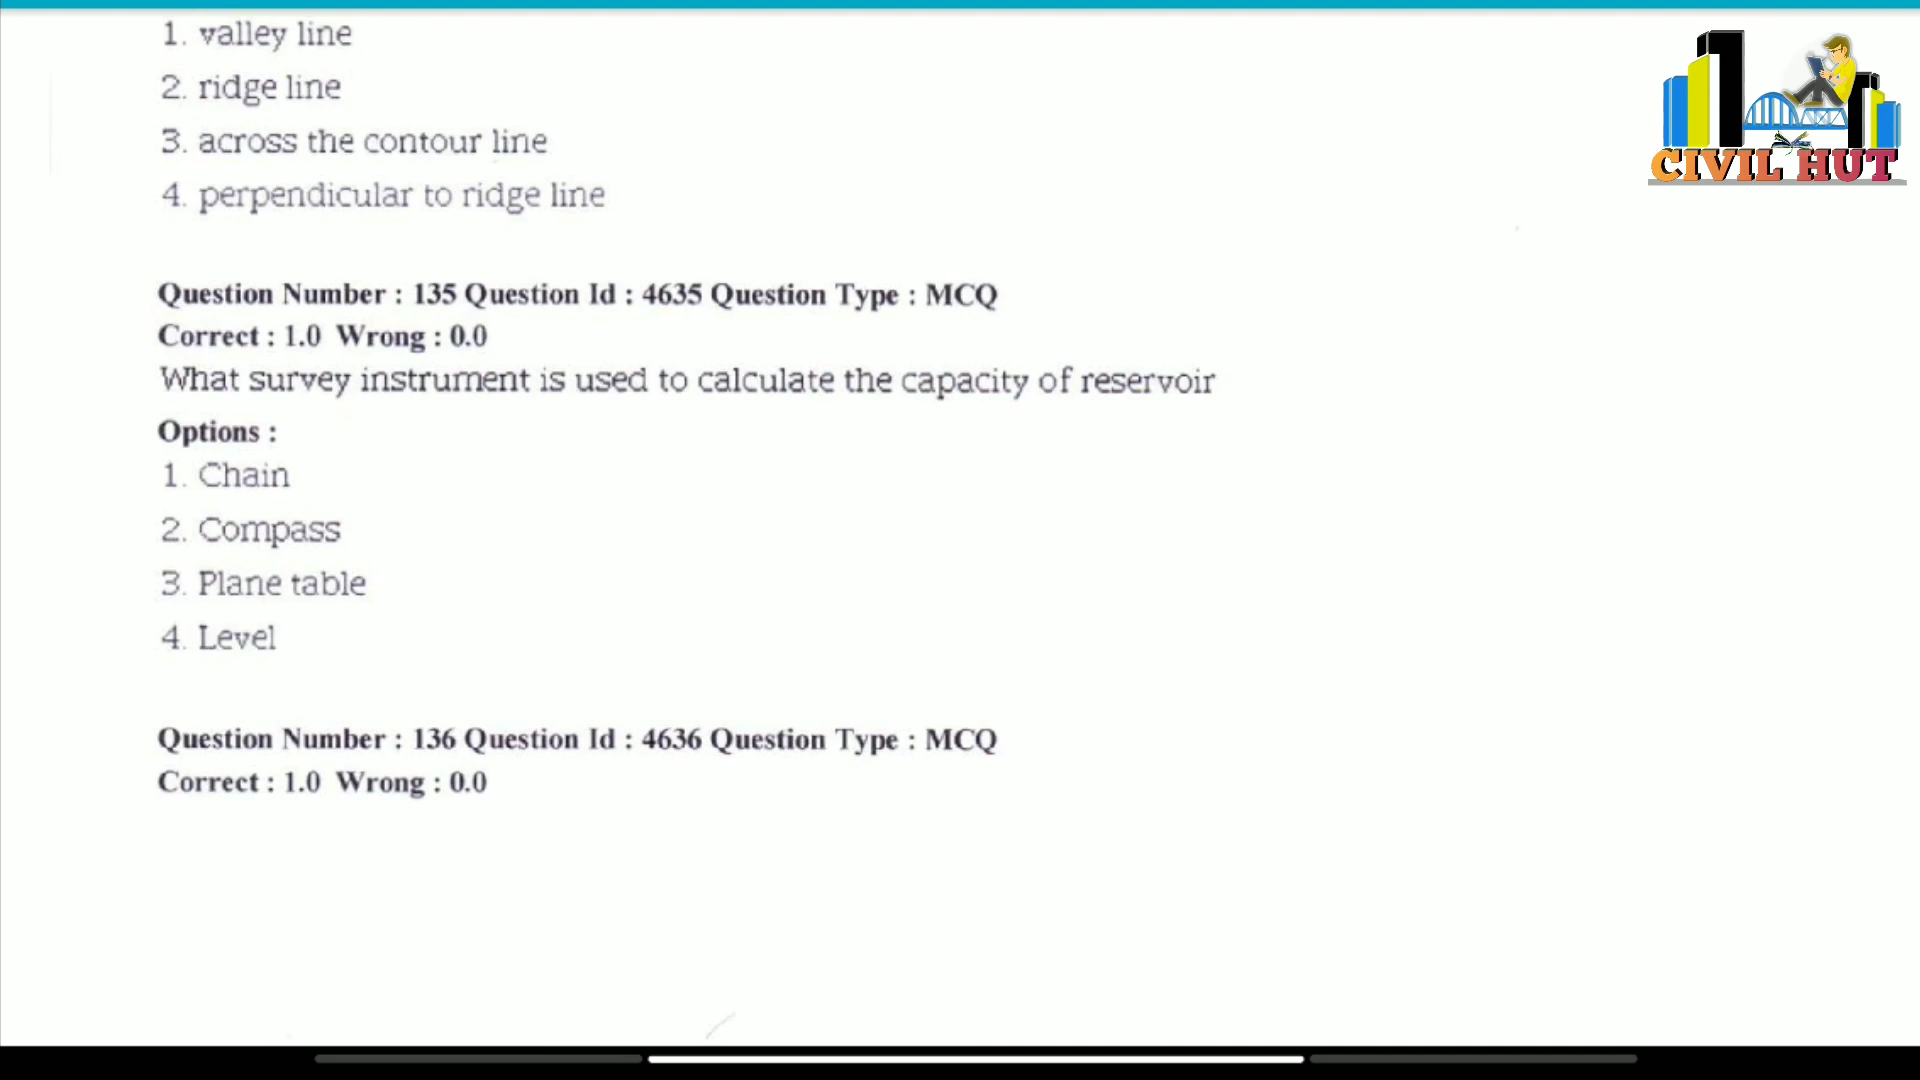 1. valley line
2. ridge line
3. across the contour line
4. perpendicular to ridge line
CIVIL HUT
Question Number : 135 Question Id : 4635 Question Type : MCQ
Correct : 1.0 Wrong : 0.0
What survey instrument is used to calculate the capacity of reservoir
Options :
1. Chain
2. Compass
3. Plane table
4. Level
Question Number : 136 Question Id : 4636 Question Type : MCQ
Correct : 1.0 Wrong : 0.0